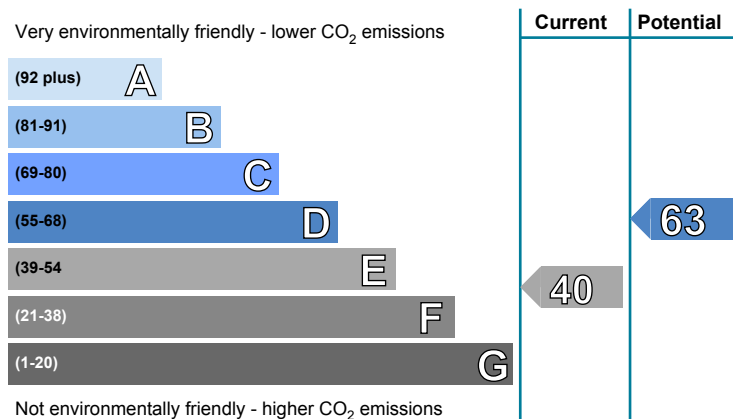 Very environmentally friendly - lower CO₂ emissions
Current
Potential
(92 plus) A
(81-91) B
(69-80) C
(55-68) D
63
(39-54 E
40
(21-38) F
(1-20) G
Not environmentally friendly - higher CO₂ emissions